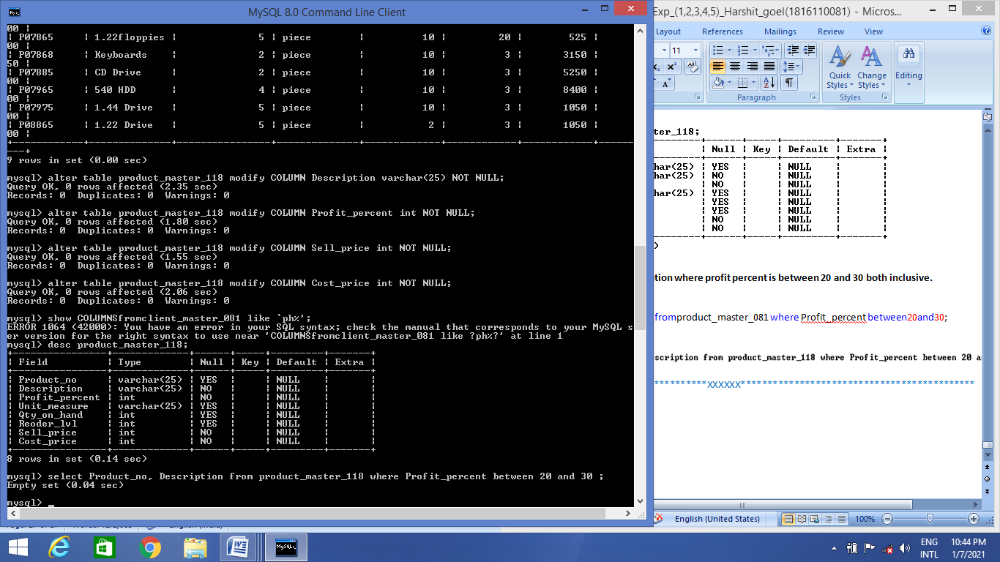 MySQL 8.0 Command Line Client
00 ¦
¦ P07865 ¦ 1.22floppies ¦ 5 ¦ piece ¦ 10 ¦ 20 ¦ 525 ¦
00 ¦
¦ P07868 ¦ Keyboards ¦ 2 ¦ piece ¦ 10 ¦ 3 ¦ 3150 ¦
50 ¦
¦ P07885 ¦ CD Drive ¦ 2 ¦ piece ¦ 10 ¦ 3 ¦ 5250 ¦
00 ¦
¦ P07965 ¦ 540 HDD ¦ 4 ¦ piece ¦ 10 ¦ 3 ¦ 8400 ¦
00 ¦
¦ P07975 ¦ 1.44 Drive ¦ 5 ¦ piece ¦ 10 ¦ 3 ¦ 1050 ¦
00 ¦
¦ P08865 ¦ 1.22 Drive ¦ 5 ¦ piece ¦ 2 ¦ 3 ¦ 1050 ¦
00 ¦
9 rows in set (0.00 sec)
mysql> alter table product_master_118 modify COLUMN Description varchar(25) NOT NULL;
Query OK, 0 rows affected (2.35 sec)
Records: 0 Duplicates: 0 Warnings: 0
mysql> alter table product_master_118 modify COLUMN Profit_percent int NOT NULL;
Query OK, 0 rows affected (1.80 sec)
Records: 0 Duplicates: 0 Warnings: 0
mysql> alter table product_master_118 modify COLUMN Sell_price int NOT NULL;
Query OK, 0 rows affected (1.55 sec)
Records: 0 Duplicates: 0 Warnings: 0
mysql> alter table product_master_118 modify COLUMN Cost_price int NOT NULL;
Query OK, 0 rows affected (2.06 sec)
Records: 0 Duplicates: 0 Warnings: 0
mysql> show COLUMNSfromclient_master_081 like `ph%';
ERROR 1064 (42000): You have an error in your SQL syntax; check the manual that corresponds to your MySQL s
er version for the right syntax to use near 'COLUMNSfromclient_master_081 like ?ph%?' at line 1
mysql> desc product_master_118;
¦ Field ¦ Type ¦ Null ¦ Key ¦ Default ¦ Extra ¦
¦ Product_no ¦ varchar(25) ¦ YES ¦ ¦ NULL ¦ ¦
¦ Description ¦ varchar(25) ¦ NO ¦ ¦ NULL ¦ ¦
¦ Profit_percent ¦ int ¦ NO ¦ ¦ NULL ¦ ¦
¦ Unit_measure ¦ varchar(25) ¦ YES ¦ ¦ NULL ¦ ¦
¦ Qty_on_hand ¦ int ¦ YES ¦ ¦ NULL ¦ ¦
¦ Reoder_lvl ¦ int ¦ YES ¦ ¦ NULL ¦ ¦
¦ Sell_price ¦ int ¦ NO ¦ ¦ NULL ¦ ¦
¦ Cost_price ¦ int ¦ NO ¦ ¦ NULL ¦ ¦
8 rows in set (0.14 sec)
mysql> select Product_no, Description from product_master_118 where Profit_percent between 20 and 30 ;
Empty set (0.04 sec)
mysql> _
Exp_(1,2,3,4,5)_Harshit_goel(1816110081) - Micros...
Layout References Mailings Review View
11
Quick Styles
Change Styles
Editing
Paragraph
Styles
ter_118;
¦ Null ¦ Key ¦ Default ¦ Extra ¦
har(25) ¦ YES ¦ ¦ NULL ¦ ¦
har(25) ¦ NO ¦ ¦ NULL ¦ ¦
¦ NO ¦ ¦ NULL ¦ ¦
har(25) ¦ YES ¦ ¦ NULL ¦ ¦
¦ YES ¦ ¦ NULL ¦ ¦
¦ YES ¦ ¦ NULL ¦ ¦
¦ NO ¦ ¦ NULL ¦ ¦
¦ NO ¦ ¦ NULL ¦ ¦
)
tion where profit percent is between 20 and 30 both inclusive.
fromproduct_master_081 where Profit_percent between20and30;
scription from product_master_118 where Profit_percent between 20 a
**********XXXXXX*******************************************
English (United States)
100%
ENG
INTL
10:44 PM
1/7/2021